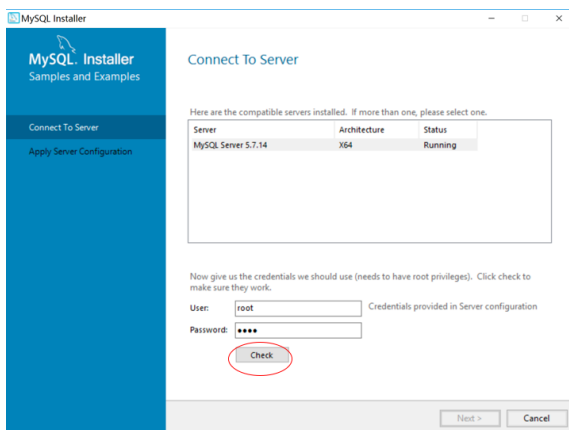 MySQL Installer
MySQL. Installer
Samples and Examples
Connect To Server
Apply Server Configuration
Connect To Server
Here are the compatible servers installed. If more than one, please select one.
Server Architecture Status
MySQL Server 5.7.14 X64 Running
Now give us the credentials we should use (needs to have root privileges). Click check to
make sure they work.
User: root Credentials provided in Server configuration
Password: ●●●●
Check
Next > Cancel